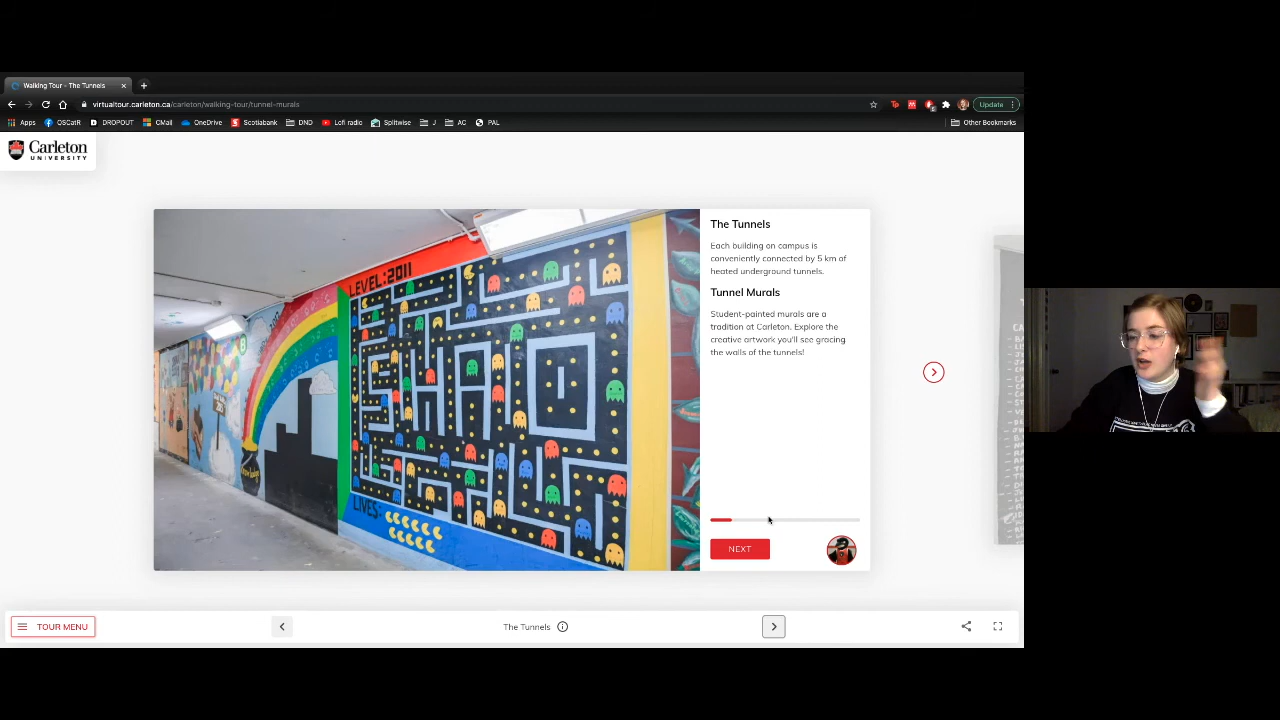 Walking Tour - The Tunnels
virtualtour.carleton.ca/carleton/walking-tour/tunnel-murals
Update
Apps OSCatR DROPOUT CMail OneDrive Scotiabank DND Lofi radio Splitwise J AC PAL Other Bookmarks
Carleton
UNIVERSITY
LEVEL:2011
LIVES:
The Tunnels
Each building on campus is
conveniently connected by 5 km of
heated underground tunnels.
Tunnel Murals
Student-painted murals are a
tradition at Carleton. Explore the
creative artwork you'll see gracing
the walls of the tunnels!
NEXT
TOUR MENU
The Tunnels